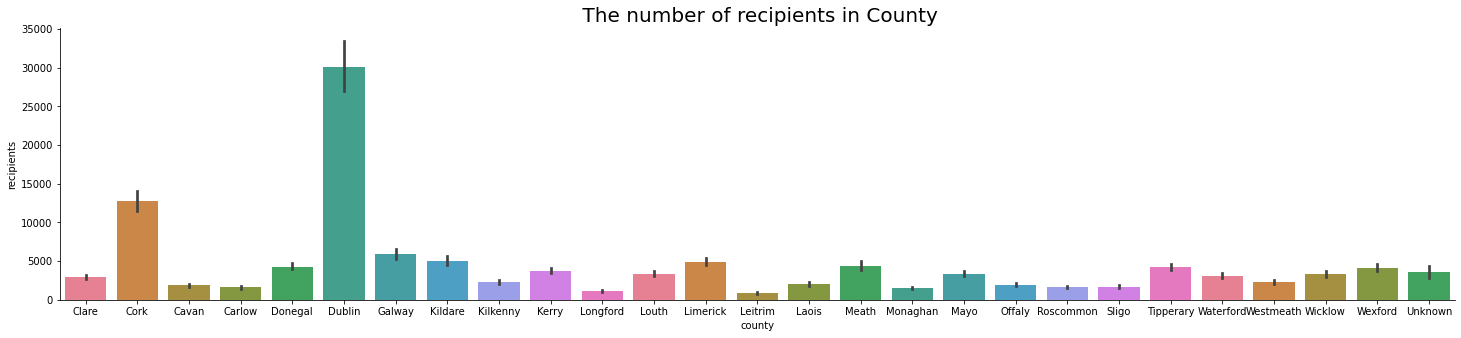 The number of recipients in County
35000
30000
25000
20000
15000
10000
5000
0
recipients
Clare Cork Cavan Carlow Donegal Dublin Galway Kildare Kilkenny Kerry Longford Louth Limerick Leitrim Laois Meath Monaghan Mayo Offaly Roscommon Sligo Tipperary Waterford Westmeath Wicklow Wexford Unknown
county